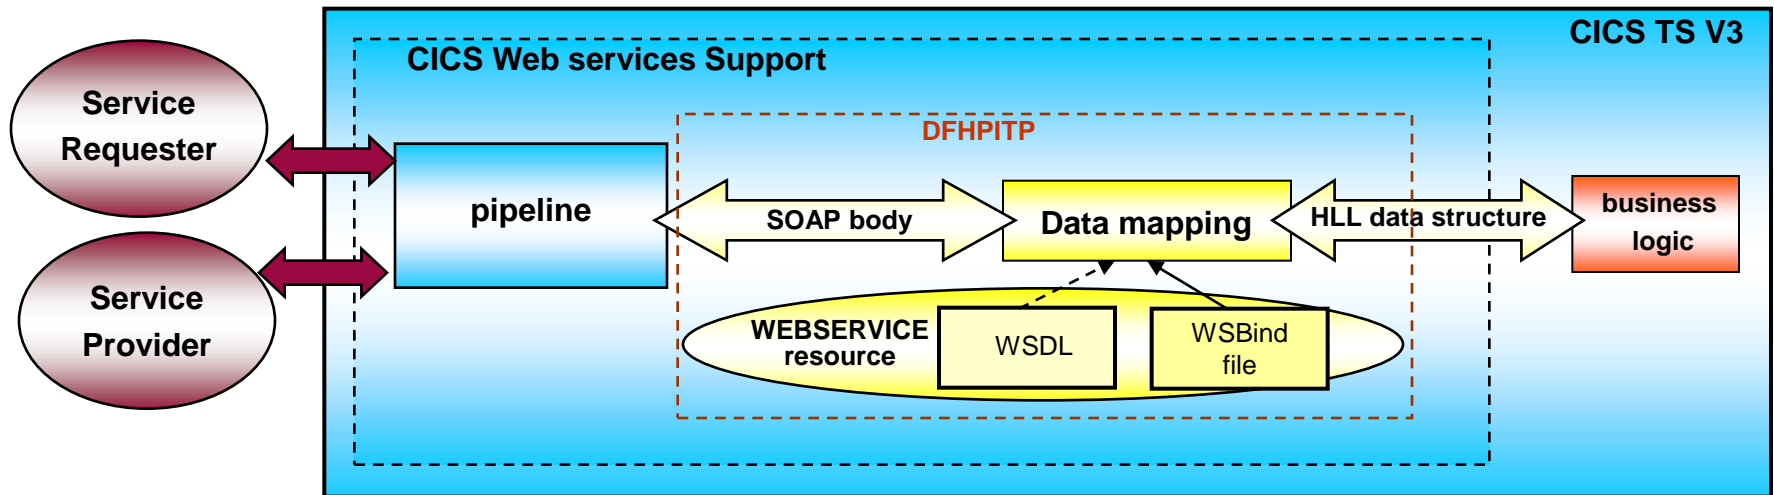 CICS TS V3
CICS Web services Support
Service
Requester
DFHPITP
pipeline
SOAP body
Data mapping
HLL data structure
business
logic
Service
Provider
WEBSERVICE
resource
WSDL
WSBind
file